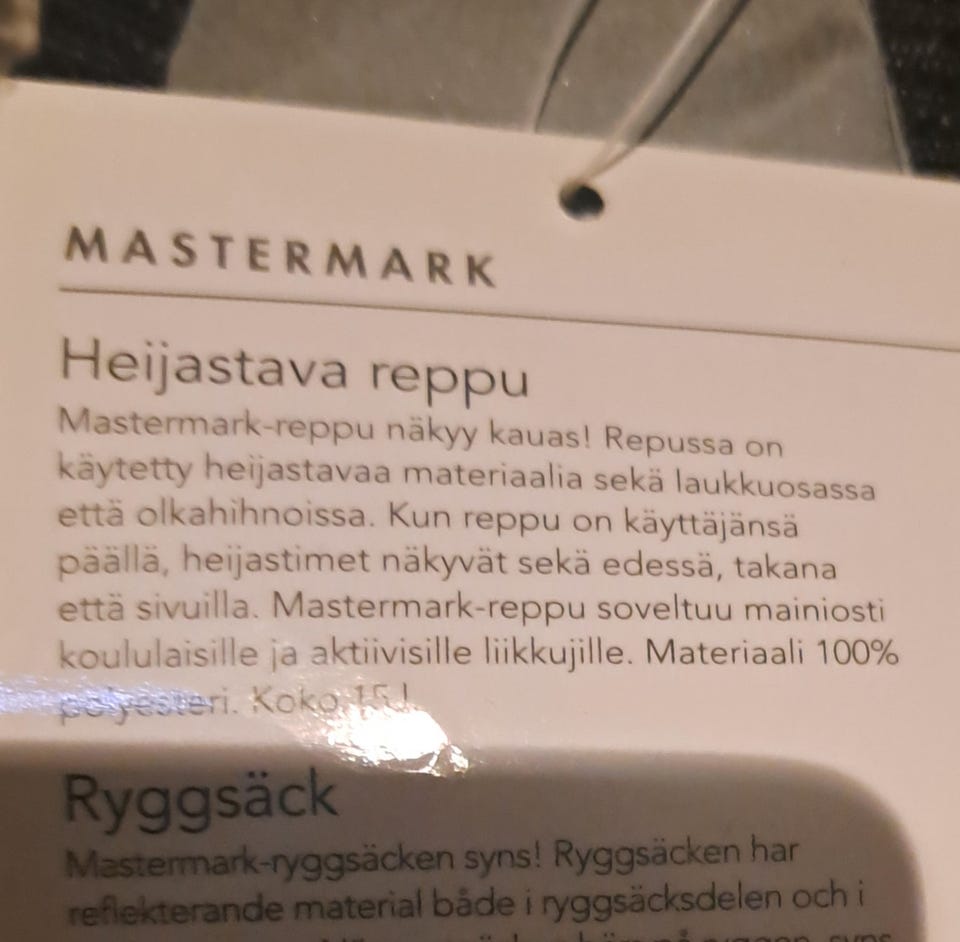 MASTERMARK
Heijastava reppu
Mastermark-reppu näkyy kauas! Repussa on
käytetty heijastavaa materiaalia sekä laukkuosassa
että olkahihnoissa. Kun reppu on käyttäjänsä
päällä, heijastimet näkyvät sekä edessä, takana
että sivuilla. Mastermark-reppu soveltuu mainiosti
koululaisille ja aktiivisille liikkujille. Materiaali 100%
polyesteri. Koko 15 l.
Ryggsäck
Mastermark-ryggsäcken syns! Ryggsäcken har
reflekterande material både i ryggsäcksdelen och i